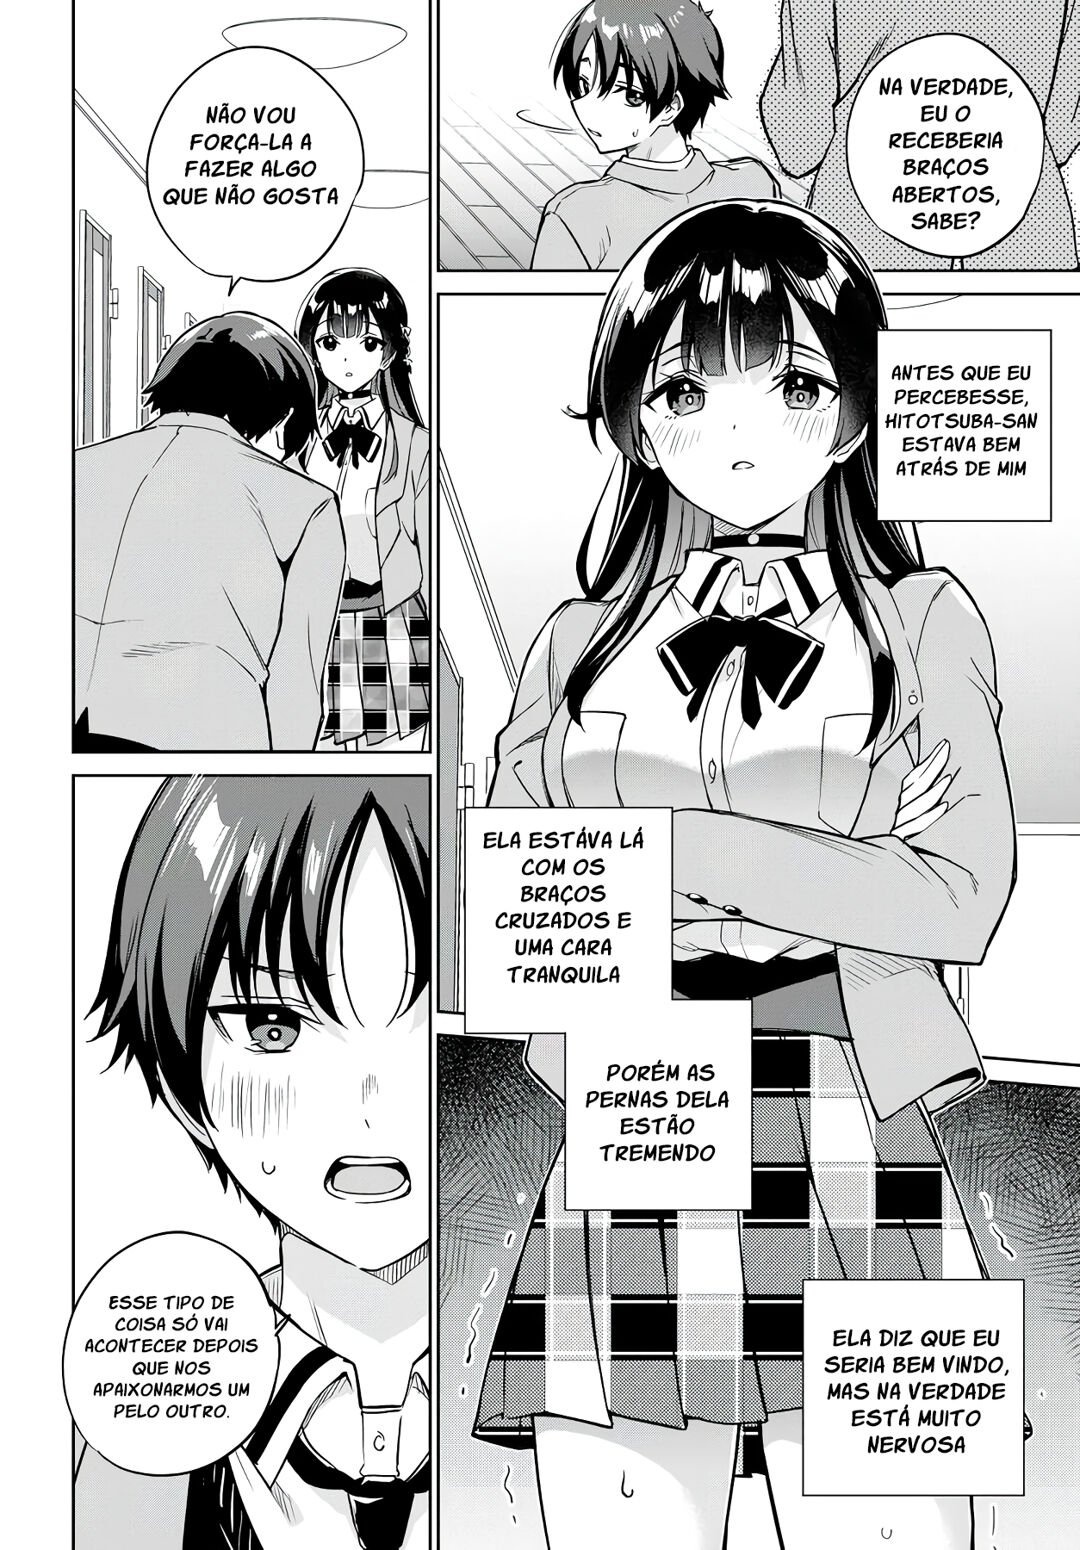 NA VERDADE,
EU O
RECEBERIA
BRAÇOS
ABERTOS,
SABE?
ANTES QUE EU
PERCEBESSE,
HITOTSUBA-SAN
ESTAVA BEM
ATRÁS DE MIM
ELA ESTÁVA LÁ
COM OS
BRAÇOS
CRUZADOS E
UMA CARA
TRANQUILA
PORÉM AS
PERNAS DELA
ESTÃO
TREMENDO
ELA DIZ QUE EU
SERIA BEM VINDO,
MAS NA VERDADE
ESTÁ MUITO
NERVOSA
NÃO VOU
FORÇA-LA A
FAZER ALGO
QUE NÃO GOSTA
ESSE TIPO DE
COISA SÓ VAI
ACONTECER DEPOIS
QUE NOS
APAIXONARMOS UM
PELO OUTRO.